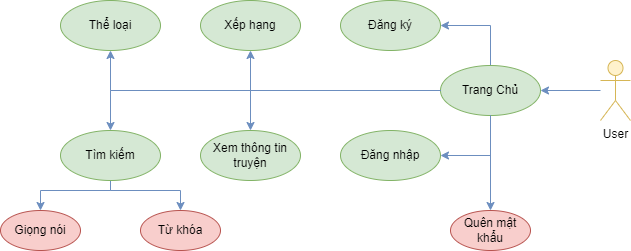 Thể loại
Xếp hạng
Đăng ký
Trang Chủ
User
Tìm kiếm
Xem thông tin
truyện
Đăng nhập
Giọng nói
Từ khóa
Quên mật
khẩu